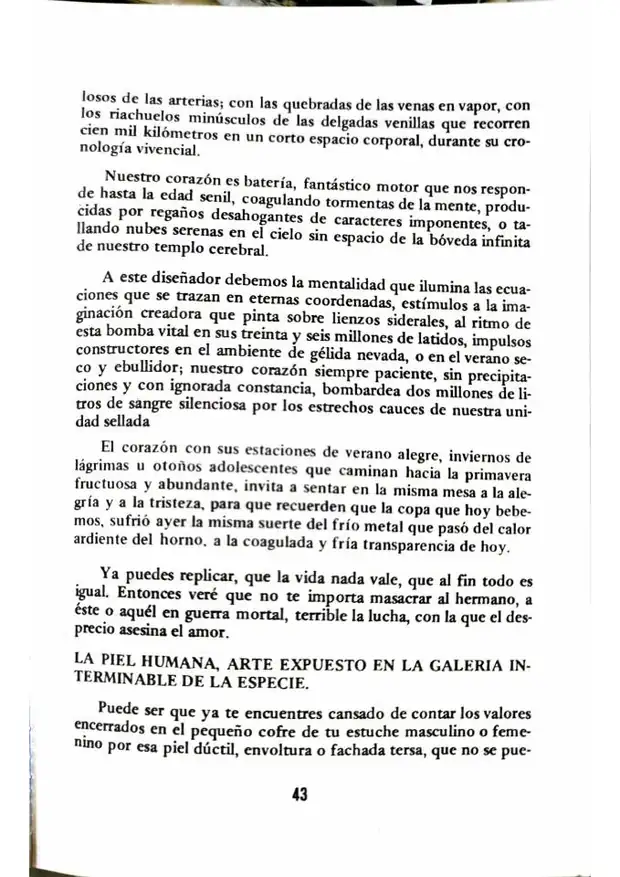 losos de las arterias; con las quebradas de las venas en vapor, con
los riachuelos minúsculos de las delgadas venillas que recorren
cien mil kilómetros en un corto espacio corporal, durante su cro-
nología vivencial.
Nuestro corazón es batería, fantástico motor que nos respon-
de hasta la edad senil, coagulando tormentas de la mente, produ-
cidas por regaños desahogantes de caracteres imponentes, o ta-
llando nubes serenas en el cielo sin espacio de la bóveda infinita
de nuestro templo cerebral.
A este diseñador debemos la mentalidad que ilumina las ecua-
ciones que se trazan en eternas coordenadas, estímulos a la ima-
ginación creadora que pinta sobre lienzos siderales, al ritmo de
esta bomba vital en sus treinta y seis millones de latidos, impulsos
constructores en el ambiente de gélida nevada, o en el verano se-
co y ebullidor; nuestro corazón siempre paciente, sin precipita-
ciones y con ignorada constancia, bombardea dos millones de li-
tros de sangre silenciosa por los estrechos cauces de nuestra uni-
dad sellada
El corazón con sus estaciones de verano alegre, inviernos de
lágrimas u otoños adolescentes que caminan hacia la primavera
fructuosa y abundante, invita a sentar en la misma mesa a la ale-
gría y a la tristeza, para que recuerden que la copa que hoy bebe-
mos, sufrió ayer la misma suerte del frío metal que pasó del calor
ardiente del horno, a la coagulada y fría transparencia de hoy.
Ya puedes replicar, que la vida nada vale, que al fin todo es
igual. Entonces veré que no te importa masacrar al hermano, a
éste o aquél en guerra mortal, terrible la lucha, con la que el des-
precio asesina el amor.
LA PIEL HUMANA, ARTE EXPUESTO EN LA GALERIA IN-
TERMINABLE DE LA ESPECIE.
Puede ser que ya te encuentres cansado de contar los valores
encerrados en el pequeño cofre de tu estuche masculino o feme-
nino por esa piel dúctil, envoltura o fachada tersa, que no se pue-
43